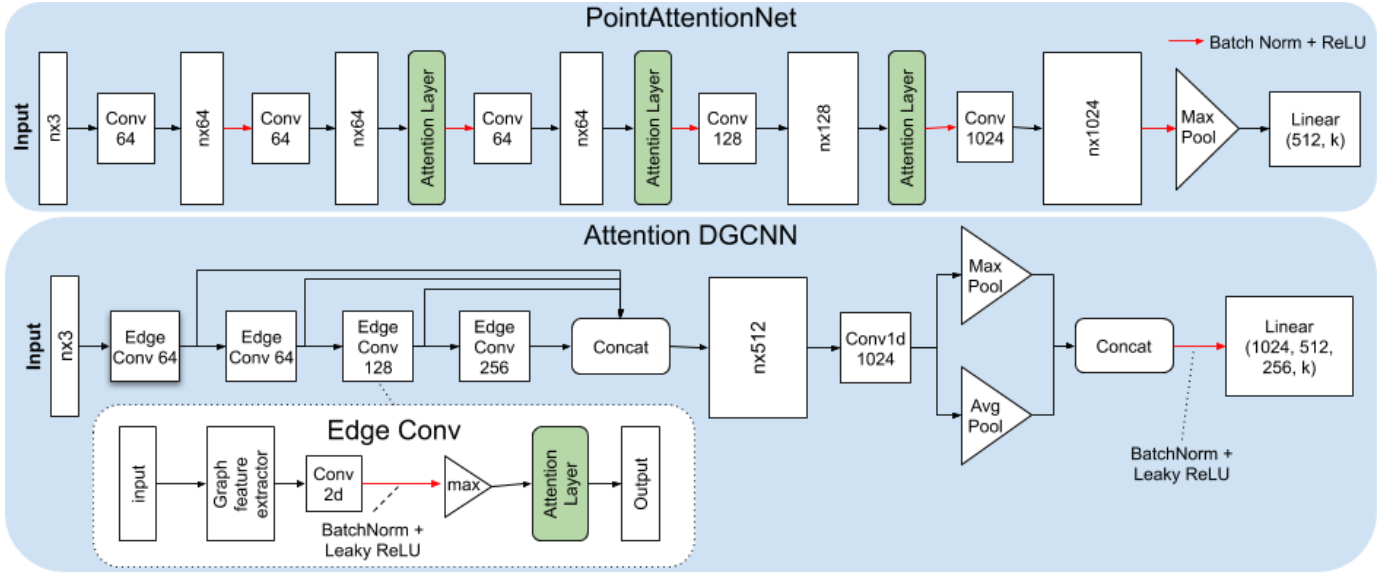 PointAttentionNet
Batch Norm + ReLU
Input
nx3
Conv
64
nx64
Conv
64
nx64
Attention Layer
Conv
64
nx64
Attention Layer
Conv
128
nx128
Attention Layer
Conv
1024
nx1024
Max
Pool
Linear
(512, k)
Attention DGCNN
Input
nx3
Edge
Conv 64
Edge
Conv 64
Edge
Conv
128
Edge
Conv
256
Concat
nx512
Conv1d
1024
Max
Pool
Avg
Pool
Concat
Linear
(1024, 512,
256, k)
BatchNorm +
Leaky ReLU
Edge Conv
input
Graph
feature
extractor
Conv
2d
BatchNorm +
Leaky ReLU
max
Attention
Layer
Output